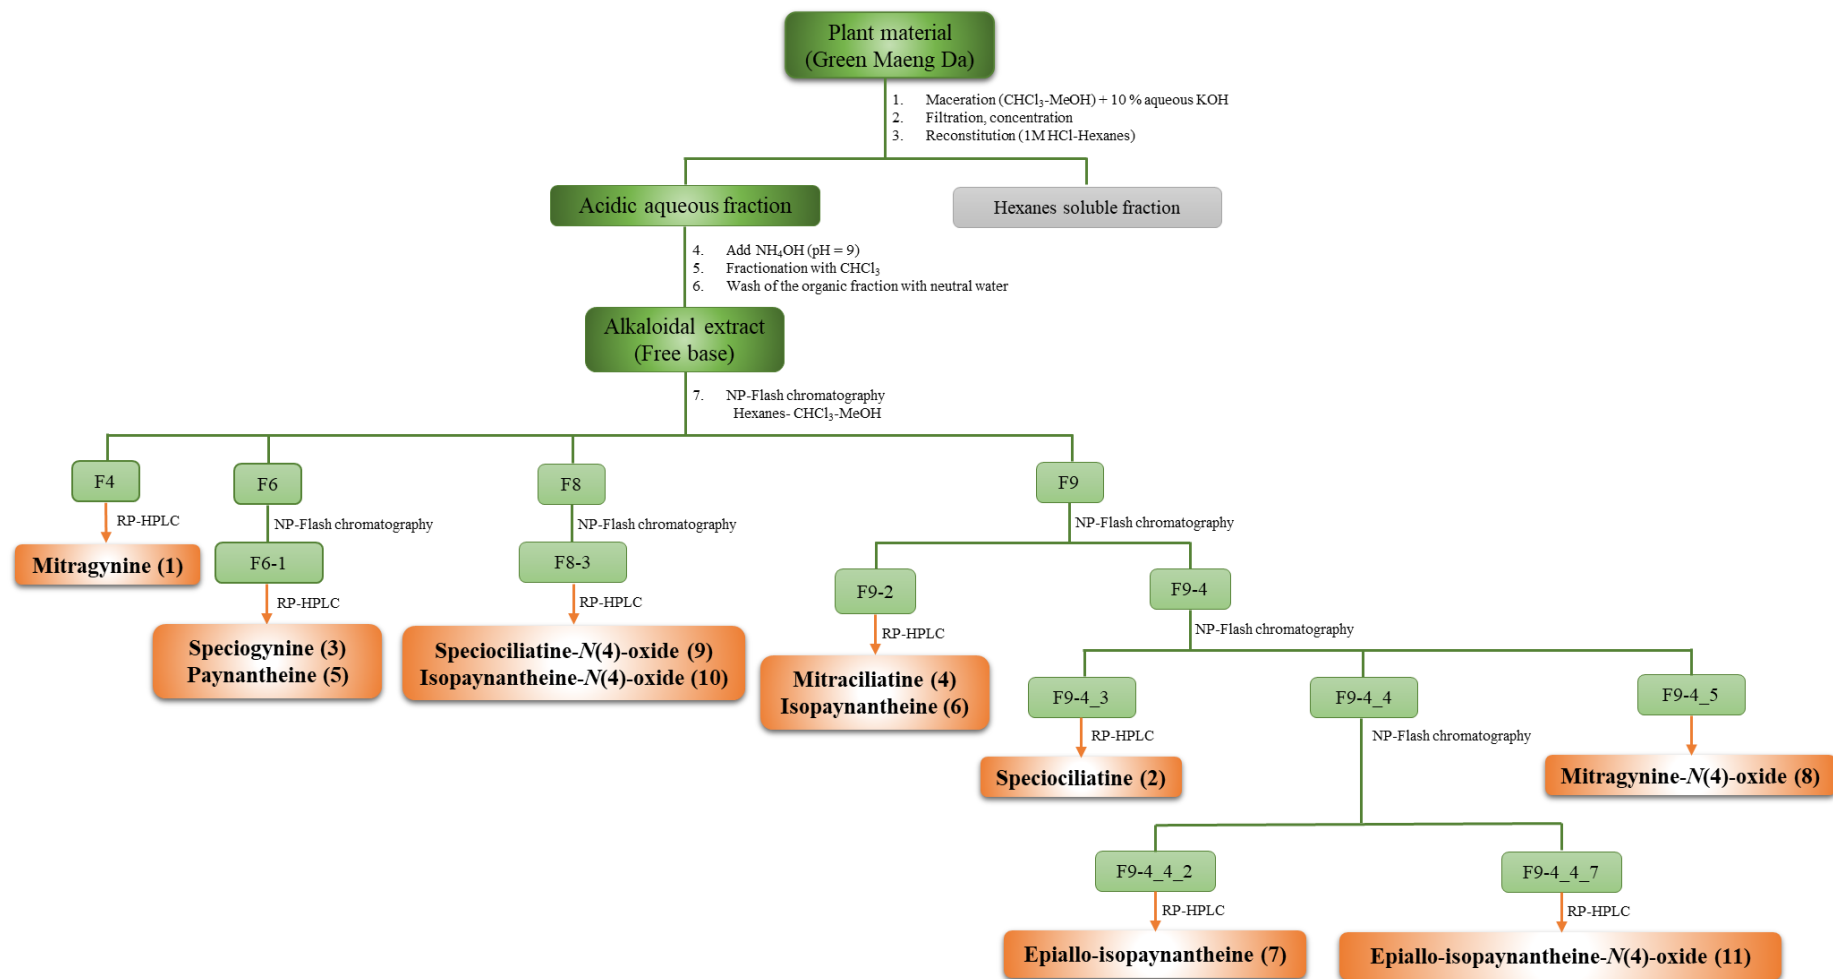 Plant material
(Green Maeng Da)
1. Maceration (CHCl₃-MeOH) + 10 % aqueous KOH
2. Filtration, concentration
3. Reconstitution (1M HCl-Hexanes)
Acidic aqueous fraction
Hexanes soluble fraction
4. Add NH₄OH (pH = 9)
5. Fractionation with CHCl₃
6. Wash of the organic fraction with neutral water
Alkaloidal extract
(Free base)
7. NP-Flash chromatography
Hexanes- CHCl₃-MeOH
F4
F6
F8
F9
RP-HPLC
NP-Flash chromatography
NP-Flash chromatography
NP-Flash chromatography
Mitragynine (1)
F6-1
F8-3
F9-2
F9-4
RP-HPLC
RP-HPLC
RP-HPLC
NP-Flash chromatography
Speciogynine (3)
Paynantheine (5)
Speciociliatine-N(4)-oxide (9)
Isopaynantheine-N(4)-oxide (10)
Mitraciliatine (4)
Isopaynantheine (6)
F9-4_3
F9-4_4
F9-4_5
RP-HPLC
NP-Flash chromatography
Speciociliatine (2)
Mitragynine-N(4)-oxide (8)
F9-4_4_2
F9-4_4_7
RP-HPLC
RP-HPLC
Epiallo-isopaynantheine (7)
Epiallo-isopaynantheine-N(4)-oxide (11)